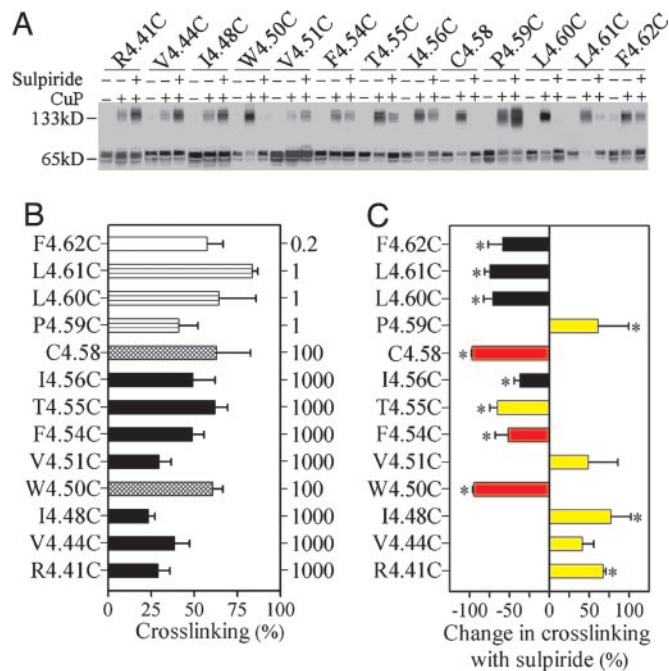 A
R4.41C V4.44C I4.48C W4.50C V4.51C F4.54C T4.55C I4.56C C4.58 P4.59C L4.60C L4.61C F4.62C
Sulpiride - - + - - + - - + - - + - - + - - + - - + - - + - - + - - + - - + - - + - - +
CuP - + + - + + - + + - + + - + + - + + - + + - + + - + + - + + - + + - + + - + +
133kD
65kD
B
F4.62C 0.2
L4.61C 1
L4.60C 1
P4.59C 1
C4.58 100
I4.56C 1000
T4.55C 1000
F4.54C 1000
V4.51C 1000
W4.50C 100
I4.48C 1000
V4.44C 1000
R4.41C 1000
0 25 50 75 100
Crosslinking (%)
C
F4.62C *
L4.61C *
L4.60C *
P4.59C *
C4.58 *
I4.56C *
T4.55C *
F4.54C *
V4.51C
W4.50C *
I4.48C *
V4.44C
R4.41C *
-100 -50 0 50 100
Change in crosslinking
with sulpiride (%)